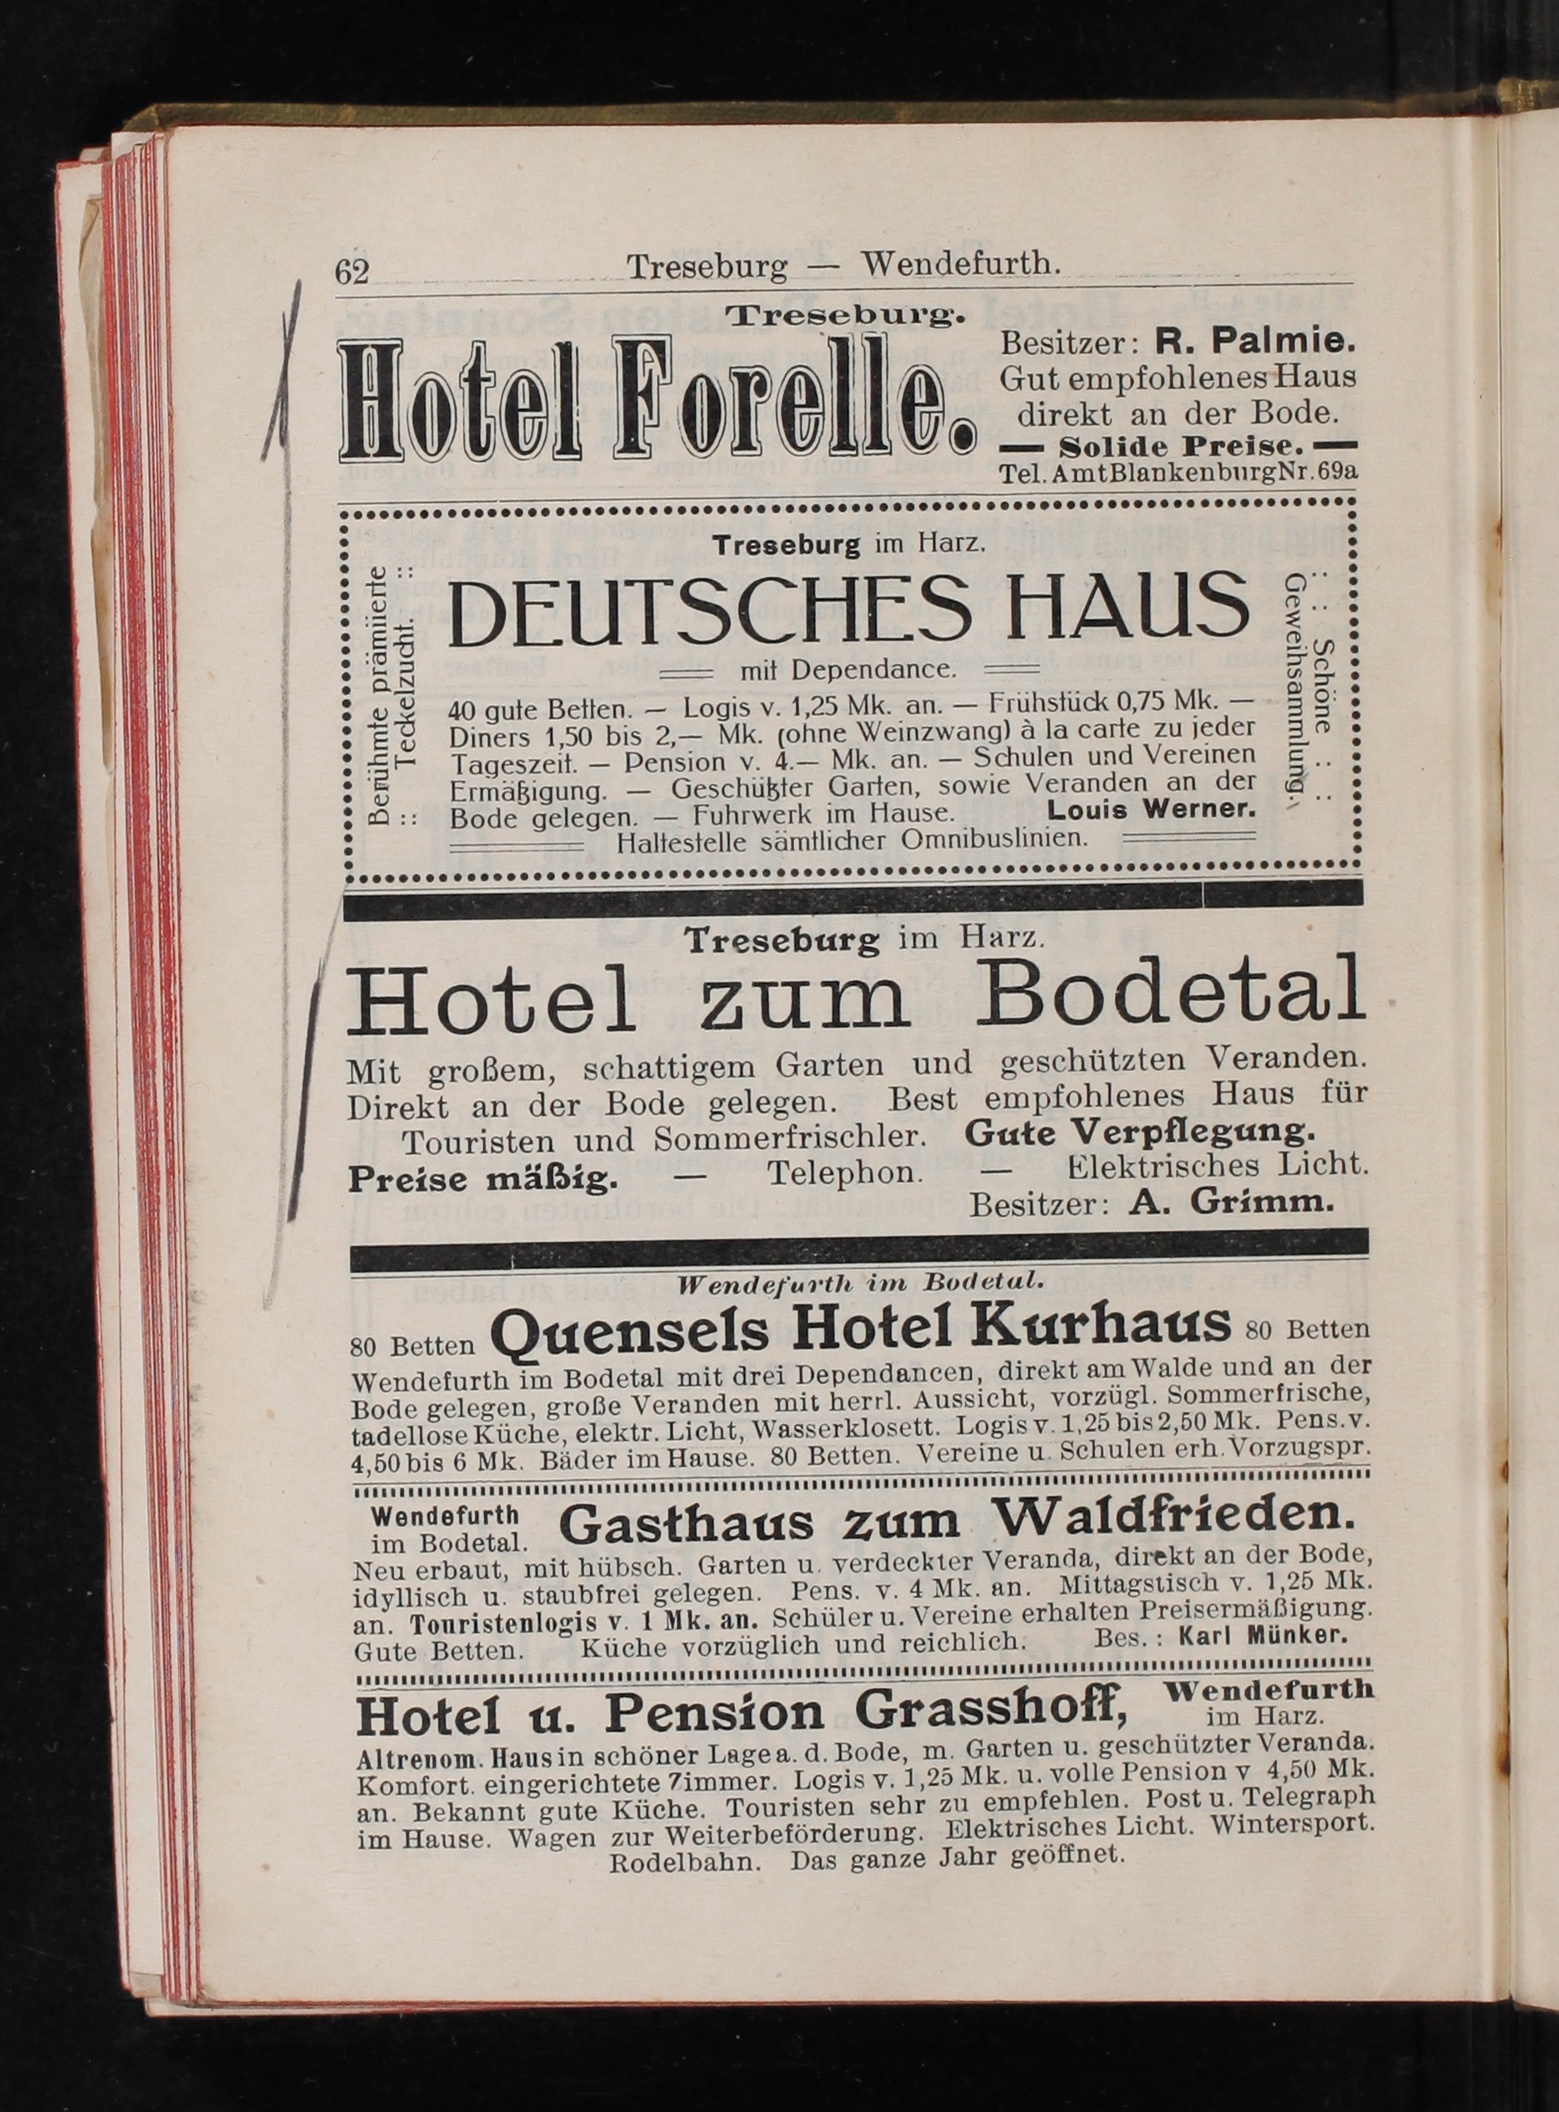 62 Treseburg — Wendefurth.
Treseburg.
Hotel Forelle.
Besitzer: R. Palmie.
Gut empfohlenes Haus
direkt an der Bode.
— Solide Preise. —
Tel. Amt Blankenburg Nr. 69a
Treseburg im Harz.
Berühmte prämiierte
:: Teckelzucht. ::
DEUTSCHES HAUS
mit Dependance.
40 gute Betten. — Logis v. 1,25 Mk. an. — Frühstück 0,75 Mk. —
Diners 1,50 bis 2,— Mk. (ohne Weinzwang) à la carte zu jeder
Tageszeit. — Pension v. 4.— Mk. an. — Schulen und Vereinen
Ermäßigung. — Geschützter Garten, sowie Veranden an der
Bode gelegen. — Fuhrwerk im Hause. Louis Werner.
Haltestelle sämtlicher Omnibuslinien.
: : Schöne : :
Geweihsammlung.
Treseburg im Harz.
Hotel zum Bodetal
Mit großem, schattigem Garten und geschützten Veranden.
Direkt an der Bode gelegen. Best empfohlenes Haus für
Touristen und Sommerfrischler. Gute Verpflegung.
Preise mäßig. — Telephon. — Elektrisches Licht.
Besitzer: A. Grimm.
Wendefurth im Bodetal.
80 Betten Quensels Hotel Kurhaus 80 Betten
Wendefurth im Bodetal mit drei Dependancen, direkt am Walde und an der
Bode gelegen, große Veranden mit herrl. Aussicht, vorzügl. Sommerfrische,
tadellose Küche, elektr. Licht, Wasserklosett. Logis v. 1,25 bis 2,50 Mk. Pens. v.
4,50 bis 6 Mk. Bäder im Hause. 80 Betten. Vereine u. Schulen erh. Vorzugspr.
Wendefurth
im Bodetal.
Gasthaus zum Waldfrieden.
Neu erbaut, mit hübsch. Garten u. verdeckter Veranda, direkt an der Bode,
idyllisch u. staubfrei gelegen. Pens. v. 4 Mk. an. Mittagstisch v. 1,25 Mk.
an. Touristenlogis v. 1 Mk. an. Schüler u. Vereine erhalten Preisermäßigung.
Gute Betten. Küche vorzüglich und reichlich. Bes.: Karl Münker.
Hotel u. Pension Grasshoff,
Wendefurth
im Harz.
Altrenom. Haus in schöner Lage a. d. Bode, m. Garten u. geschützter Veranda.
Komfort. eingerichtete Zimmer. Logis v. 1,25 Mk. u. volle Pension v 4,50 Mk.
an. Bekannt gute Küche. Touristen sehr zu empfehlen. Post u. Telegraph
im Hause. Wagen zur Weiterbeförderung. Elektrisches Licht. Wintersport.
Rodelbahn. Das ganze Jahr geöffnet.